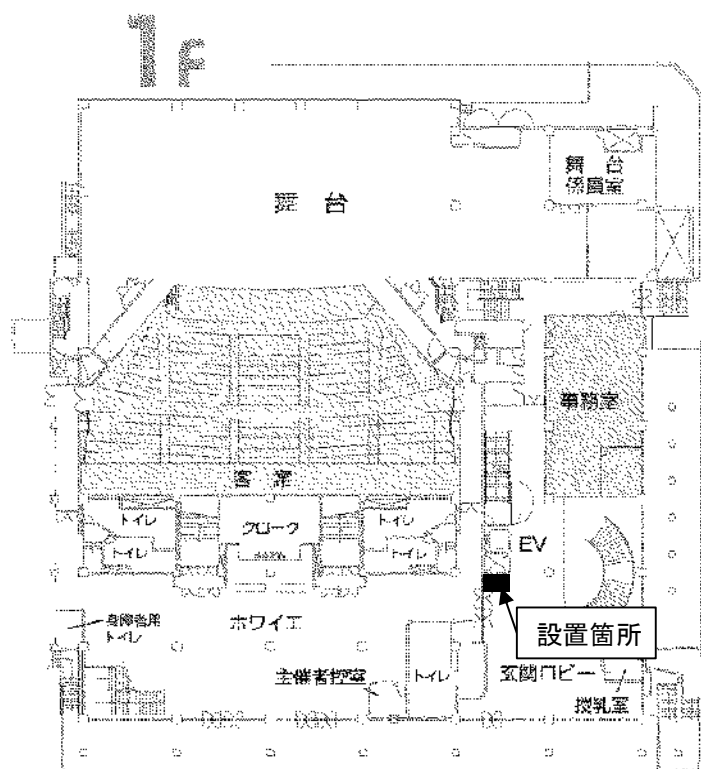 1F
舞台
係員室
舞台
事務室
客席
トイレ
クローク
トイレ
トイレ
トイレ
EV
身障者用
トイレ
ホワイエ
設置箇所
主催者控室
トイレ
玄関ロビー
授乳室